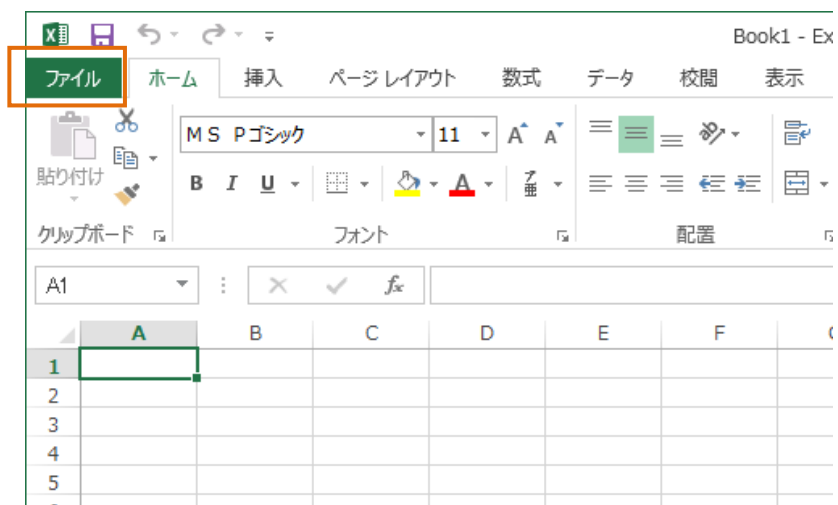 Book1 - Ex
ファイル ホーム 挿入 ページ レイアウト 数式 データ 校閲 表示
貼り付け
ＭＳ Ｐゴシック 11 A A
B I U A ア亜
クリップボード フォント 配置
A1 fx
A B C D E F
1
2
3
4
5